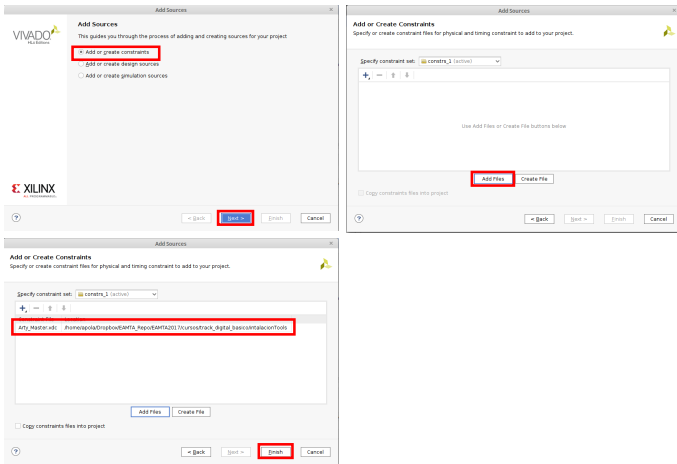 Add Sources
VIVADO
HLx Editions
Add Sources
This guides you through the process of adding and creating sources for your project
Add or create constraints
Add or create design sources
Add or create simulation sources
XILINX
ALL PROGRAMMABLE.
?
< Back
Next >
Finish
Cancel
Add Sources
Add or Create Constraints
Specify or create constraint files for physical and timing constraint to add to your project.
Specify constraint set: constrs_1 (active)
Use Add Files or Create File buttons below
Add Files
Create File
Copy constraints files into project
?
< Back
Next >
Finish
Cancel
Add Sources
Add or Create Constraints
Specify or create constraint files for physical and timing constraint to add to your project.
Specify constraint set: constrs_1 (active)
Arty_Master.xdc /home/apola/Dropbox/EAMTA_Repo/EAMTA2017/cursos/track_digital_basico/IntalacionTools
Add Files
Create File
Copy constraints files into project
?
< Back
Next >
Finish
Cancel